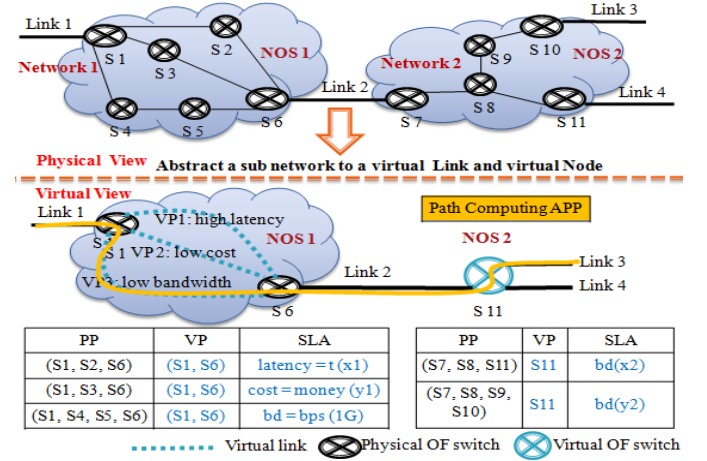 Link 1
Link 3
S 1
S 2
NOS 1
S 10
Network 1
S 3
Network 2
S 9
NOS 2
Link 2
Link 4
S 4
S 5
S 6
S 7
S 8
S 11
Physical View
Abstract a sub network to a virtual Link and virtual Node
Virtual View
Link 1
VP1: high latency
Path Computing APP
S 1
NOS 1
NOS 2
VP2: low cost
Link 2
Link 3
VP3: low bandwidth
Link 4
S 6
S 11
PP VP SLA
(S1, S2, S6) (S1, S6) latency = t (x1)
(S1, S3, S6) (S1, S6) cost = money (y1)
(S1, S4, S5, S6) (S1, S6) bd = bps (1G)
PP VP SLA
(S7, S8, S11) S11 bd(x2)
(S7, S8, S9,
S10) S11 bd(y2)
Virtual link Physical OF switch Virtual OF switch